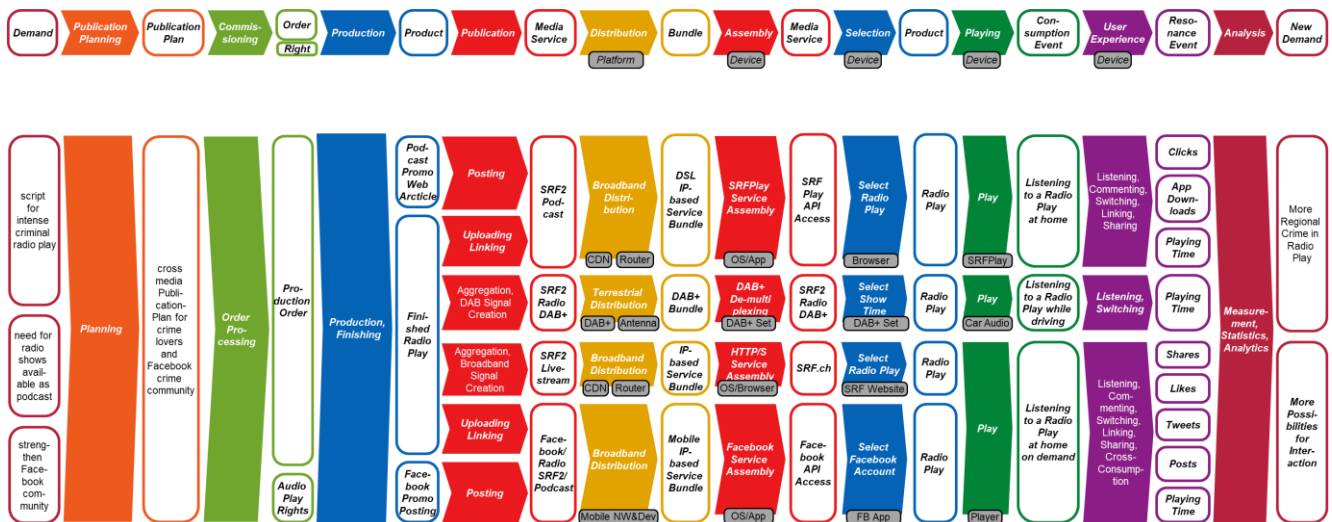 Demand
Publication
Planning
Publication
Plan
Commis-
sioning
Order
Right
Production
Product
Publication
Media
Service
Distribution
Platform
Bundle
Assembly
Device
Media
Service
Selection
Device
Product
Playing
Device
Con-
sumption
Event
User
Experience
Device
Reso-
nance
Event
Analysis
New
Demand
script
for
intense
criminal
radio play
need for
radio
shows
avail-
able as
podcast
streng-
then
Face-
book
com-
munity
Planning
cross
media
Publi-
cation-
Plan for
crime
lovers
and
Facebook
crime
community
Order
Pro-
cessing
Pro-
duction
Order
Audio
Play
Rights
Production,
Finishing
Pod-
cast
Promo
Web
Arcticle
Fini-
shed
Radio
Play
Face-
book
Promo
Posting
Posting
Uploading
Linking
SRF2
Pod-
cast
Broadband
Distri-
bution
CDN
Router
DSL
IP-
based
Service
Bundle
SRFPlay
Service
Assembly
OS/App
SRF
Play
API
Access
Select
Radio
Play
Browser
Radio
Play
Play
SRFPlay
Listening
to a Radio
Play
at home
Listening,
Commenting,
Switching,
Linking,
Sharing
Clicks
App
Down-
loads
Playing
Time
Aggregation,
DAB Signal
Creation
SRF2
Radio
DAB+
Terrestrial
Distribution
DAB+
Antenna
DAB+
Bundle
DAB+
De-multi
plexing
DAB+ Set
SRF2
Radio
DAB+
Select
Show
Time
DAB+ Set
Radio
Play
Play
Car Audio
Listening
to a Radio
Play while
driving
Listening,
Switching
Playing
Time
Aggregation,
Broadband
Signal
Creation
SRF2
Live-
stream
Broadband
Distribution
CDN
Router
IP-
based
Service
Bundle
HTTP/S
Service
Assembly
OS/Browser
SRF.ch
Select
Radio Play
SRF Website
Radio
Play
Uploading
Linking
Posting
Face-
book/
Radio
SRF2/
Podcast
Broadband
Distribution
Mobile NW&Dev
Mobile
IP-
based
Service
Bundle
Facebook
Service
Assembly
OS/App
Face-
book
API
Access
Select
Facebook
Account
FB App
Radio
Play
Play
Player
Listening
to a Radio
Play
at home
on demand
Listening,
Com-
menting,
Switching,
Linking,
Sharing,
Cross-
Consump-
tion
Shares
Likes
Tweets
Posts
Playing
Time
Measure-
ment,
Statistics,
Analytics
More
Regional
Crime in
Radio
Play
More
Possi-
bilities
for
Inter-
action